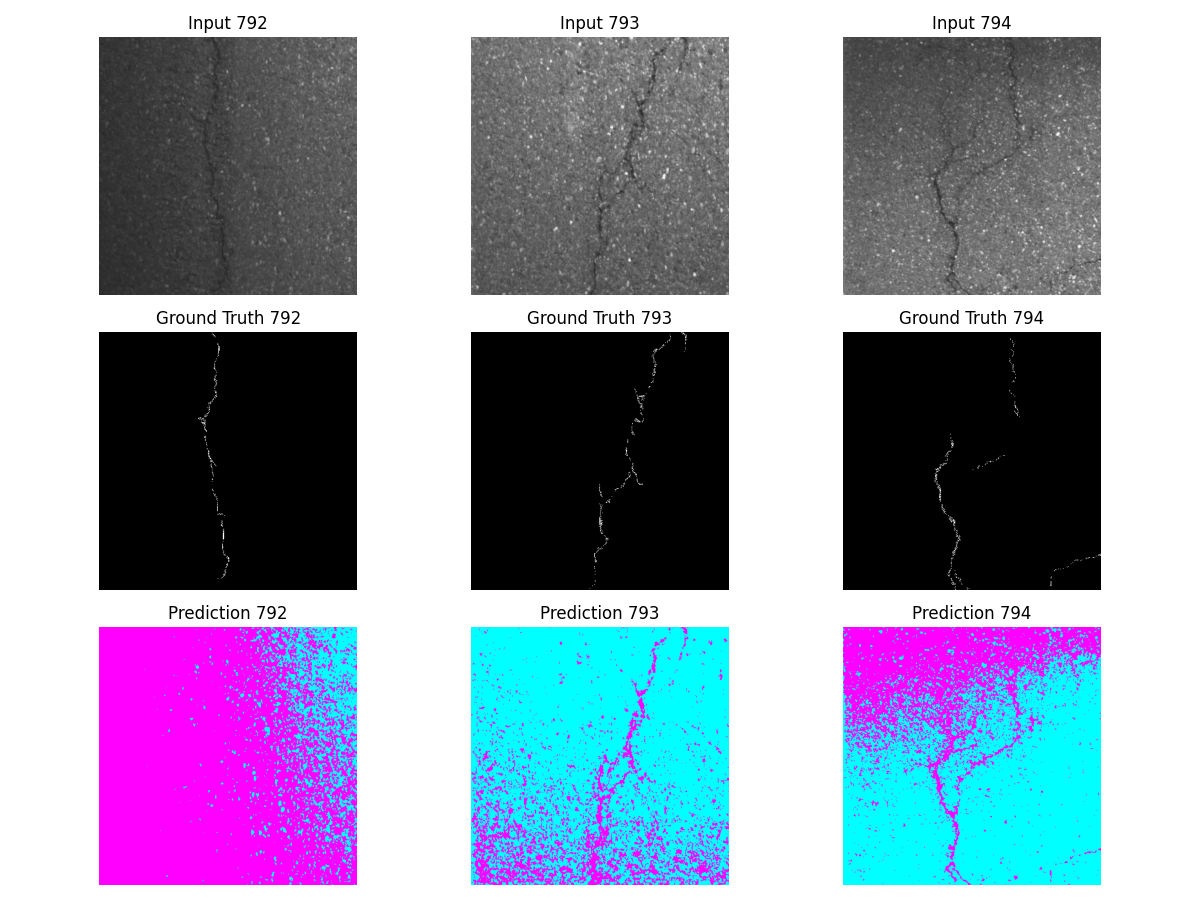 Input 792
Input 793
Input 794
Ground Truth 792
Ground Truth 793
Ground Truth 794
Prediction 792
Prediction 793
Prediction 794